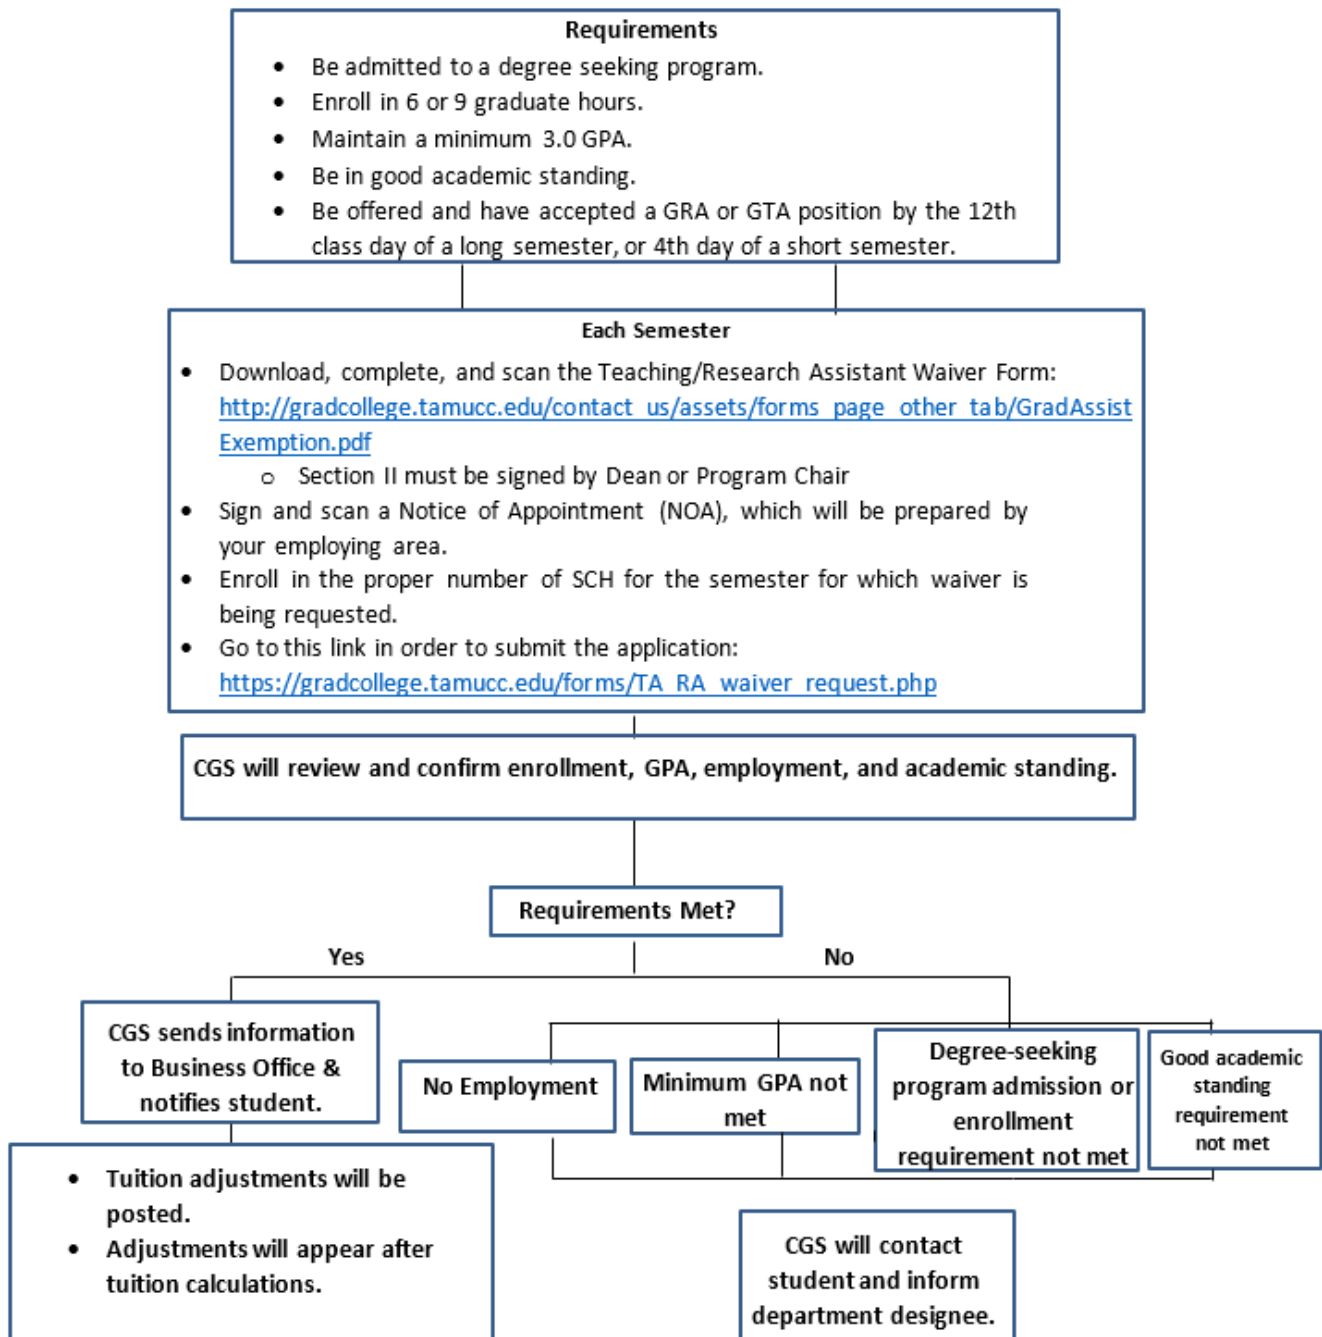 Requirements
• Be admitted to a degree seeking program.
• Enroll in 6 or 9 graduate hours.
• Maintain a minimum 3.0 GPA.
• Be in good academic standing.
• Be offered and have accepted a GRA or GTA position by the 12th
class day of a long semester, or 4th day of a short semester.
Each Semester
• Download, complete, and scan the Teaching/Research Assistant Waiver Form:
http://gradcollege.tamucc.edu/contact_us/assets/forms_page_other_tab/GradAssist
Exemption.pdf
o Section II must be signed by Dean or Program Chair
• Sign and scan a Notice of Appointment (NOA), which will be prepared by
your employing area.
• Enroll in the proper number of SCH for the semester for which waiver is
being requested.
• Go to this link in order to submit the application:
https://gradcollege.tamucc.edu/forms/TA_RA_waiver_request.php
CGS will review and confirm enrollment, GPA, employment, and academic standing.
Requirements Met?
Yes
No
CGS sends information
to Business Office &
notifies student.
No Employment
Minimum GPA not
met
Degree-seeking
program admission or
enrollment
requirement not met
Good academic
standing
requirement
not met
• Tuition adjustments will be
posted.
• Adjustments will appear after
tuition calculations.
CGS will contact
student and inform
department designee.